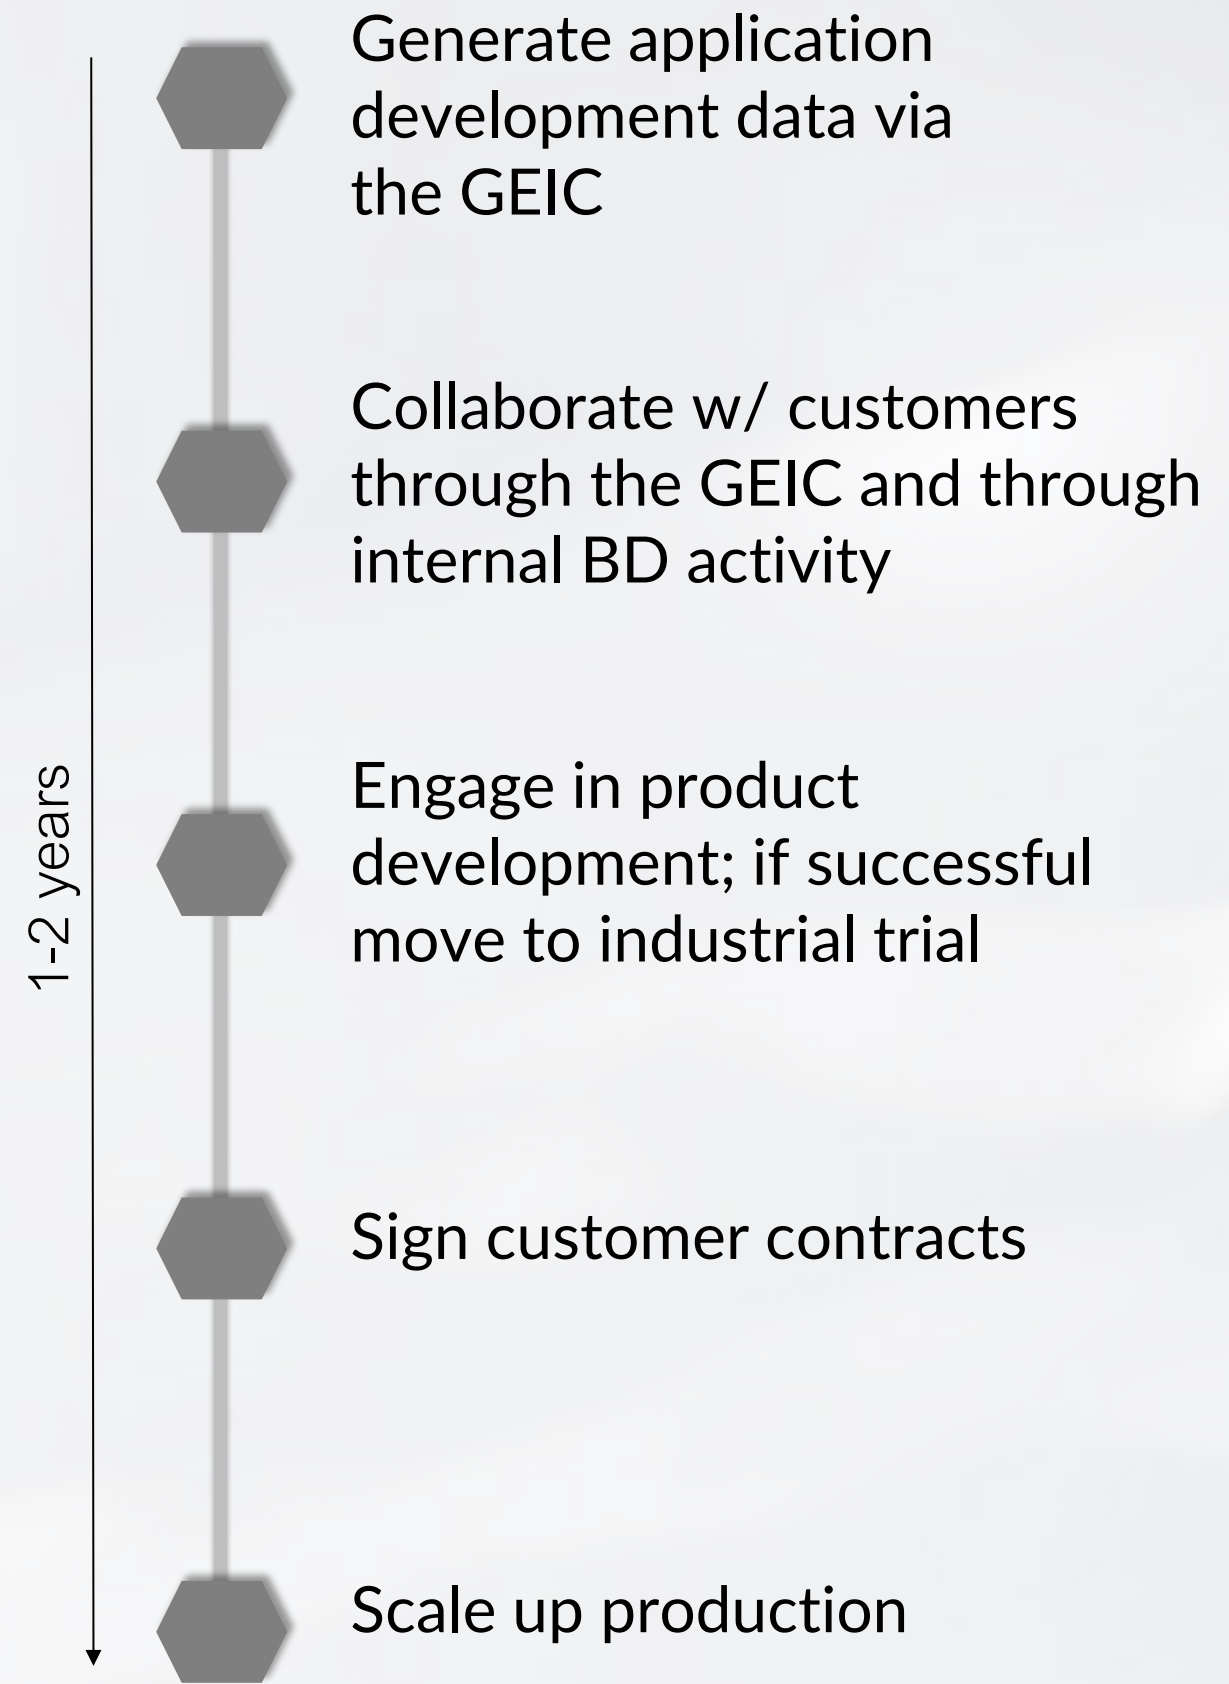 Generate application
development data via
the GEIC
Collaborate w/ customers
through the GEIC and through
internal BD activity
1-2 years
Engage in product
development; if successful
move to industrial trial
Sign customer contracts
Scale up production